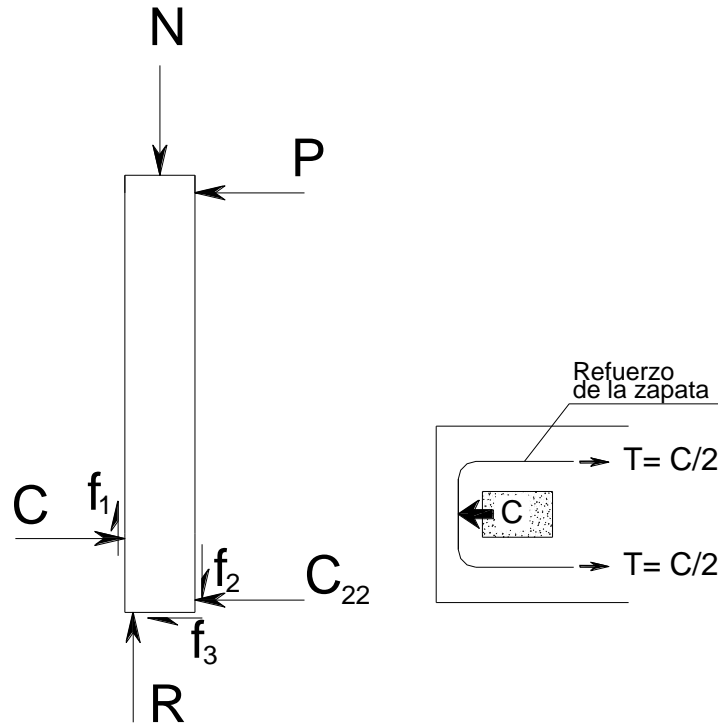 N
P
Refuerzo
de la zapata
T= C/2
f₁
C
C
f₂
T= C/2
C₂₂
f₃
R